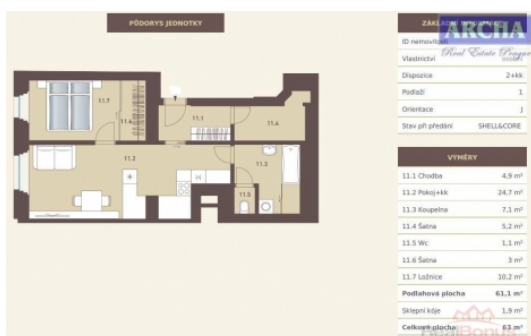 PŮDORYS JEDNOTKY
ARCHA
Real Estate Prague
ID nemovitosti
Vlastnictví
Dispozice 2+kk
Podlaží 1
Orientace J
Stav při předání SHELL&CORE
VÝMĚRY
11.1 Chodba 4,9 m²
11.2 Pokoj+kk 24,7 m²
11.3 Koupelna 7,1 m²
11.4 Šatna 5,2 m²
11.5 Wc 1,1 m²
11.6 Šatna 3 m²
11.7 Ložnice 10,2 m²
Podlahová plocha 61,1 m²
Sklepní kóje 1,9 m²
Celková plocha 63 m²
RealBonus
11.7
11.6
11.1
11.4
11.2
11.3
11.5